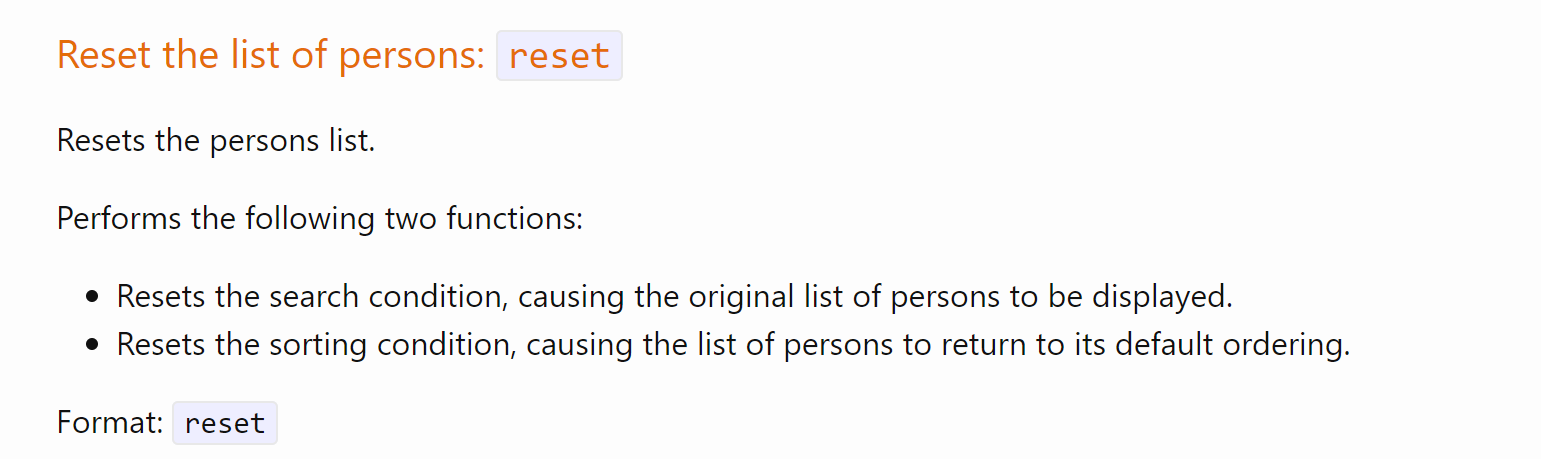 Reset the list of persons: reset
Resets the persons list.
Performs the following two functions:
• Resets the search condition, causing the original list of persons to be displayed.
• Resets the sorting condition, causing the list of persons to return to its default ordering.
Format: reset